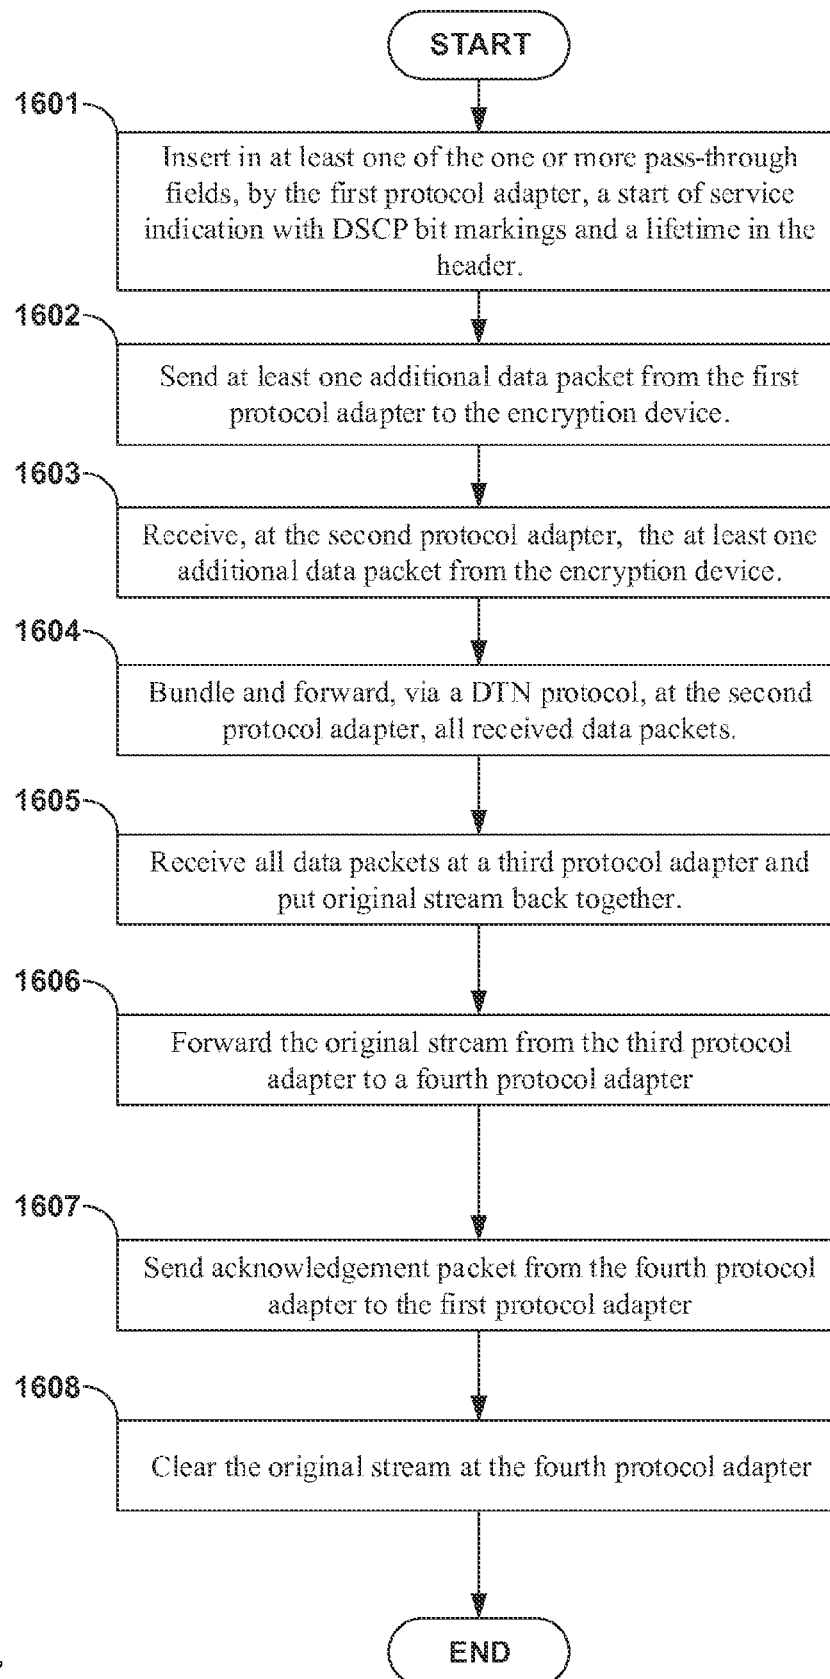 START
1601
Insert in at least one of the one or more pass-through
fields, by the first protocol adapter, a start of service
indication with DSCP bit markings and a lifetime in the
header.
1602
Send at least one additional data packet from the first
protocol adapter to the encryption device.
1603
Receive, at the second protocol adapter, the at least one
additional data packet from the encryption device.
1604
Bundle and forward, via a DTN protocol, at the second
protocol adapter, all received data packets.
1605
Receive all data packets at a third protocol adapter and
put original stream back together.
1606
Forward the original stream from the third protocol
adapter to a fourth protocol adapter
1607
Send acknowledgement packet from the fourth protocol
adapter to the first protocol adapter
1608
Clear the original stream at the fourth protocol adapter
END